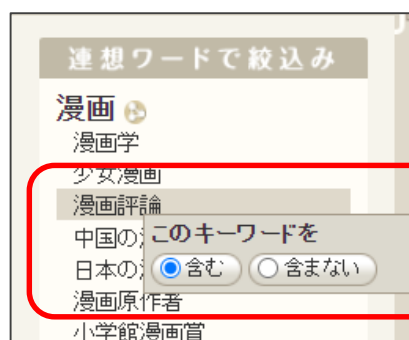 連想ワードで絞込み
漫画
漫画学
少女漫画
漫画評論
このキーワードを
中国の
含む 含まない
日本の
漫画原作者
小学館漫画賞